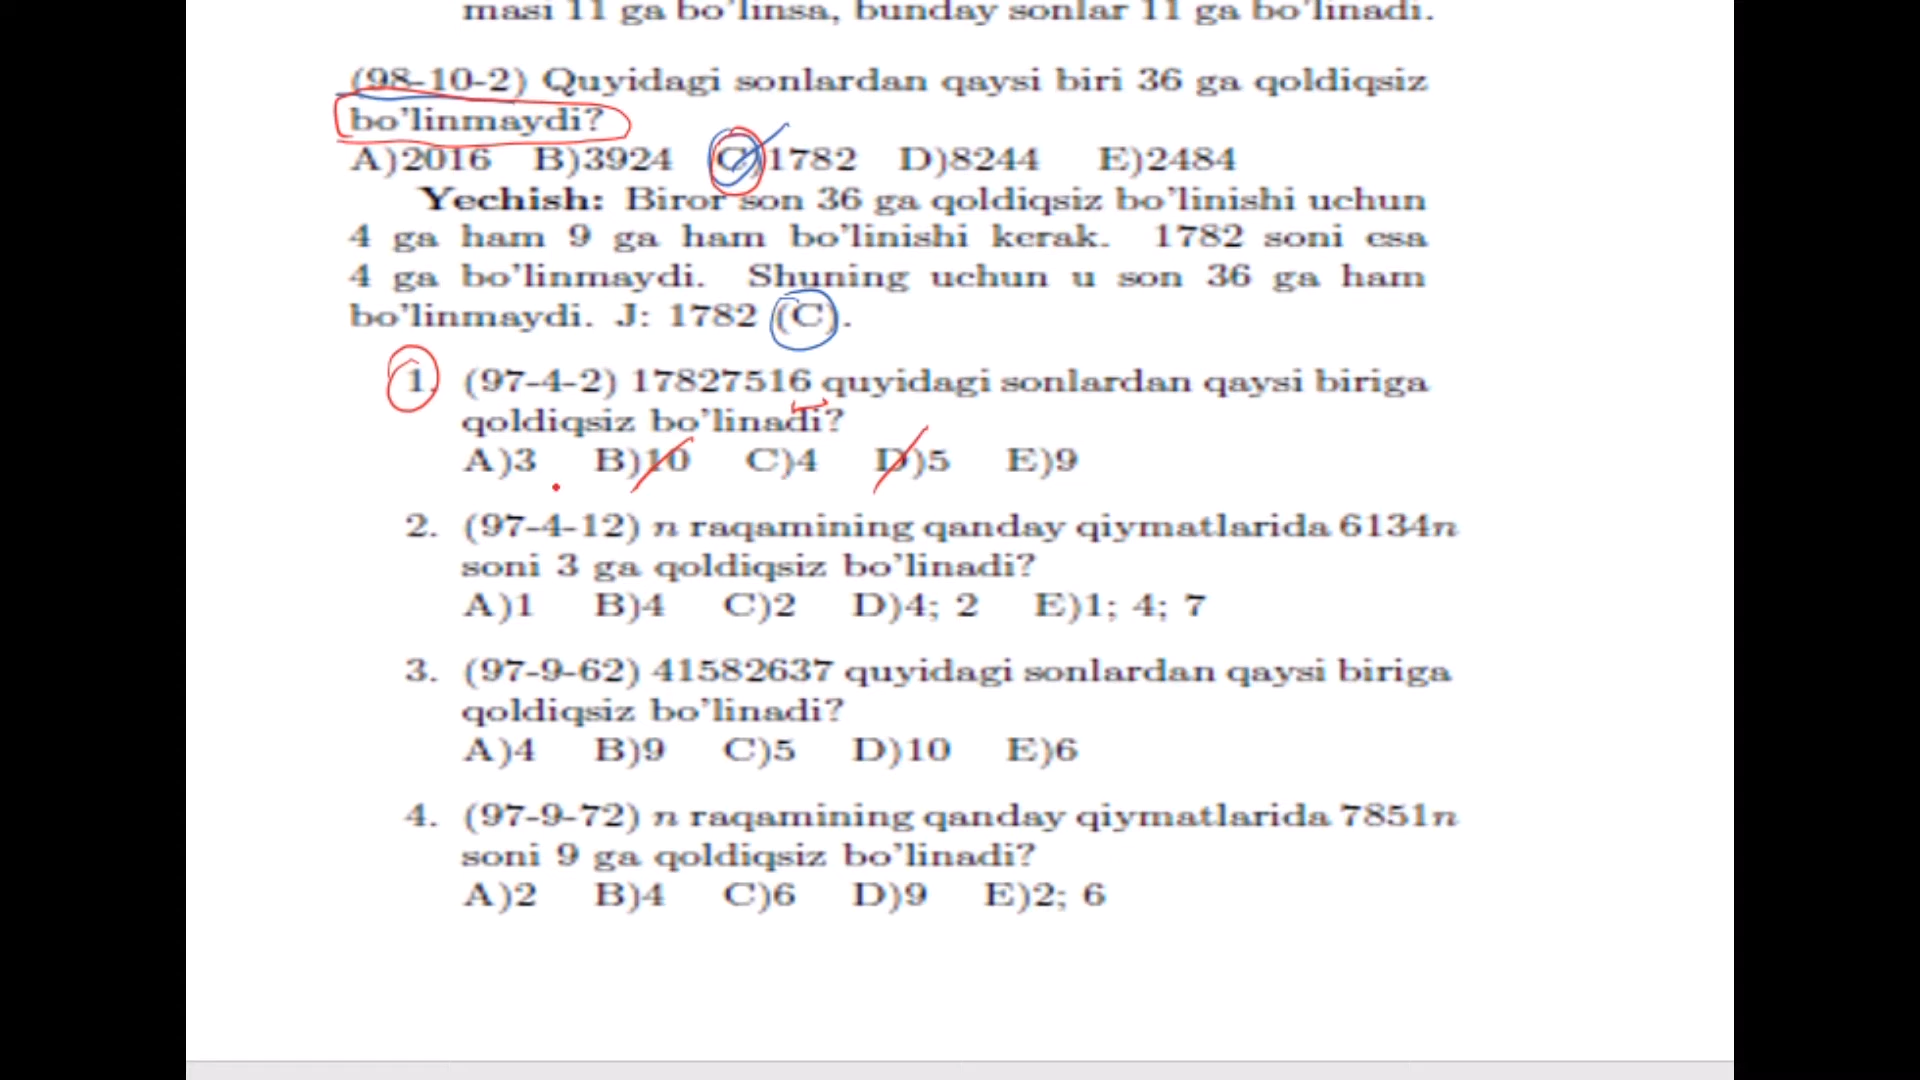 masi 11 ga bo'linsa, bunday sonlar 11 ga bo'linadi.
(98-10-2) Quyidagi sonlardan qaysi biri 36 ga qoldiqsiz
bo'linmaydi?
A)2016 B)3924 C)1782 D)8244 E)2484
Yechish: Biror son 36 ga qoldiqsiz bo'linishi uchun
4 ga ham 9 ga ham bo'linishi kerak. 1782 soni esa
4 ga bo'linmaydi. Shuning uchun u son 36 ga ham
bo'linmaydi. J: 1782 (C).
1. (97-4-2) 17827516 quyidagi sonlardan qaysi biriga
qoldiqsiz bo'linadi?
A)3 B)10 C)4 D)5 E)9
2. (97-4-12) n raqamining qanday qiymatlarida 6134n
soni 3 ga qoldiqsiz bo'linadi?
A)1 B)4 C)2 D)4; 2 E)1; 4; 7
3. (97-9-62) 41582637 quyidagi sonlardan qaysi biriga
qoldiqsiz bo'linadi?
A)4 B)9 C)5 D)10 E)6
4. (97-9-72) n raqamining qanday qiymatlarida 7851n
soni 9 ga qoldiqsiz bo'linadi?
A)2 B)4 C)6 D)9 E)2; 6